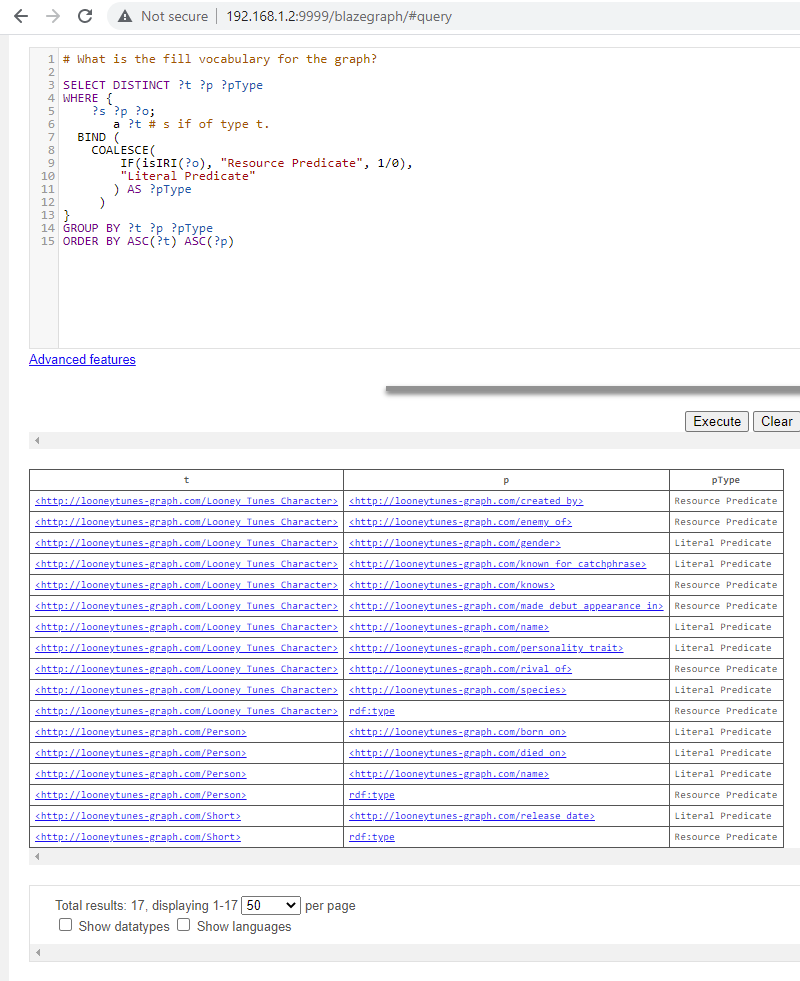 Not secure | 192.168.1.2:9999/blazegraph/#query
1 # What is the fill vocabulary for the graph?
2
3 SELECT DISTINCT ?t ?p ?pType
4 WHERE {
5 ?s ?p ?o;
6 a ?t # s if of type t.
7 BIND (
8 COALESCE(
9 IF(isIRI(?o), "Resource Predicate", 1/0),
10 "Literal Predicate"
11 ) AS ?pType
12 )
13 }
14 GROUP BY ?t ?p ?pType
15 ORDER BY ASC(?t) ASC(?p)
Advanced features
Execute Clear
t p pType
<http://looneytunes-graph.com/Looney_Tunes_Character> <http://looneytunes-graph.com/created_by> Resource Predicate
<http://looneytunes-graph.com/Looney_Tunes_Character> <http://looneytunes-graph.com/enemy_of> Resource Predicate
<http://looneytunes-graph.com/Looney_Tunes_Character> <http://looneytunes-graph.com/gender> Literal Predicate
<http://looneytunes-graph.com/Looney_Tunes_Character> <http://looneytunes-graph.com/known_for_catchphrase> Literal Predicate
<http://looneytunes-graph.com/Looney_Tunes_Character> <http://looneytunes-graph.com/knows> Resource Predicate
<http://looneytunes-graph.com/Looney_Tunes_Character> <http://looneytunes-graph.com/made_debut_appearance_in> Resource Predicate
<http://looneytunes-graph.com/Looney_Tunes_Character> <http://looneytunes-graph.com/name> Literal Predicate
<http://looneytunes-graph.com/Looney_Tunes_Character> <http://looneytunes-graph.com/personality_trait> Literal Predicate
<http://looneytunes-graph.com/Looney_Tunes_Character> <http://looneytunes-graph.com/rival_of> Resource Predicate
<http://looneytunes-graph.com/Looney_Tunes_Character> <http://looneytunes-graph.com/species> Literal Predicate
<http://looneytunes-graph.com/Looney_Tunes_Character> rdf:type Resource Predicate
<http://looneytunes-graph.com/Person> <http://looneytunes-graph.com/born_on> Literal Predicate
<http://looneytunes-graph.com/Person> <http://looneytunes-graph.com/died_on> Literal Predicate
<http://looneytunes-graph.com/Person> <http://looneytunes-graph.com/name> Literal Predicate
<http://looneytunes-graph.com/Person> rdf:type Resource Predicate
<http://looneytunes-graph.com/Short> <http://looneytunes-graph.com/release_date> Literal Predicate
<http://looneytunes-graph.com/Short> rdf:type Resource Predicate
Total results: 17, displaying 1-17 50 per page
Show datatypes Show languages